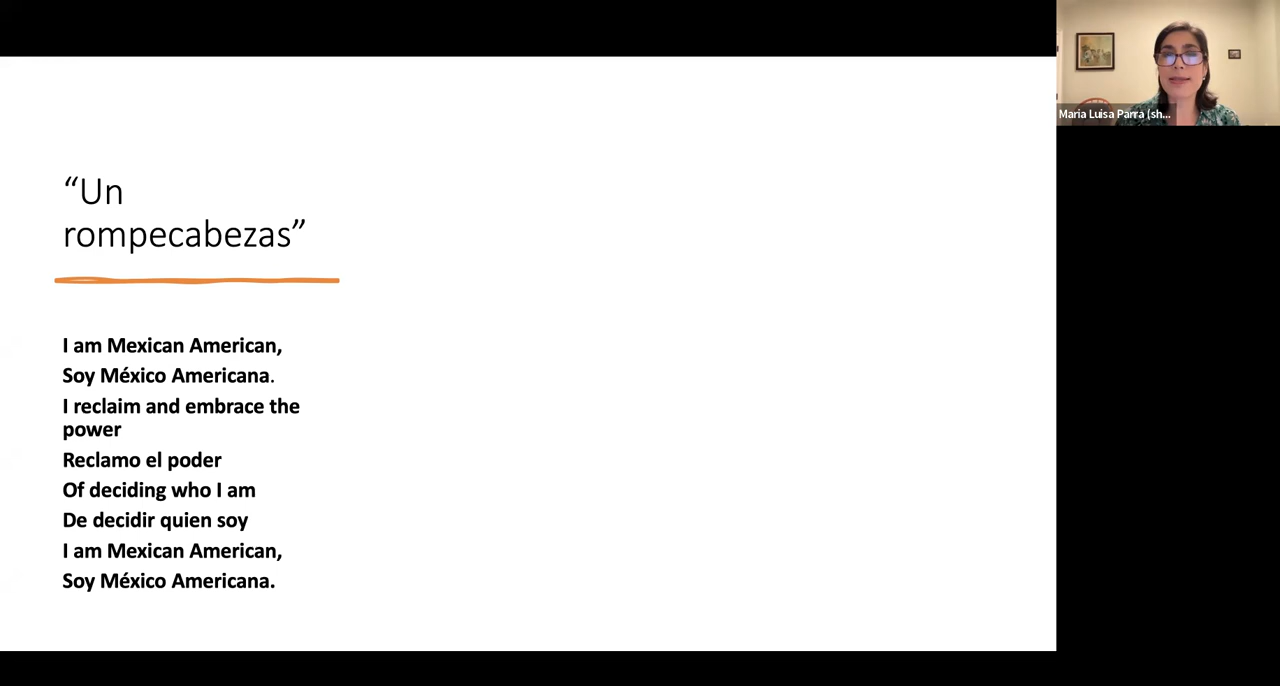 “Un
rompecabezas”
I am Mexican American,
Soy México Americana.
I reclaim and embrace the
power
Reclamo el poder
Of deciding who I am
De decidir quien soy
I am Mexican American,
Soy México Americana.
Maria Luisa Parra (sh...